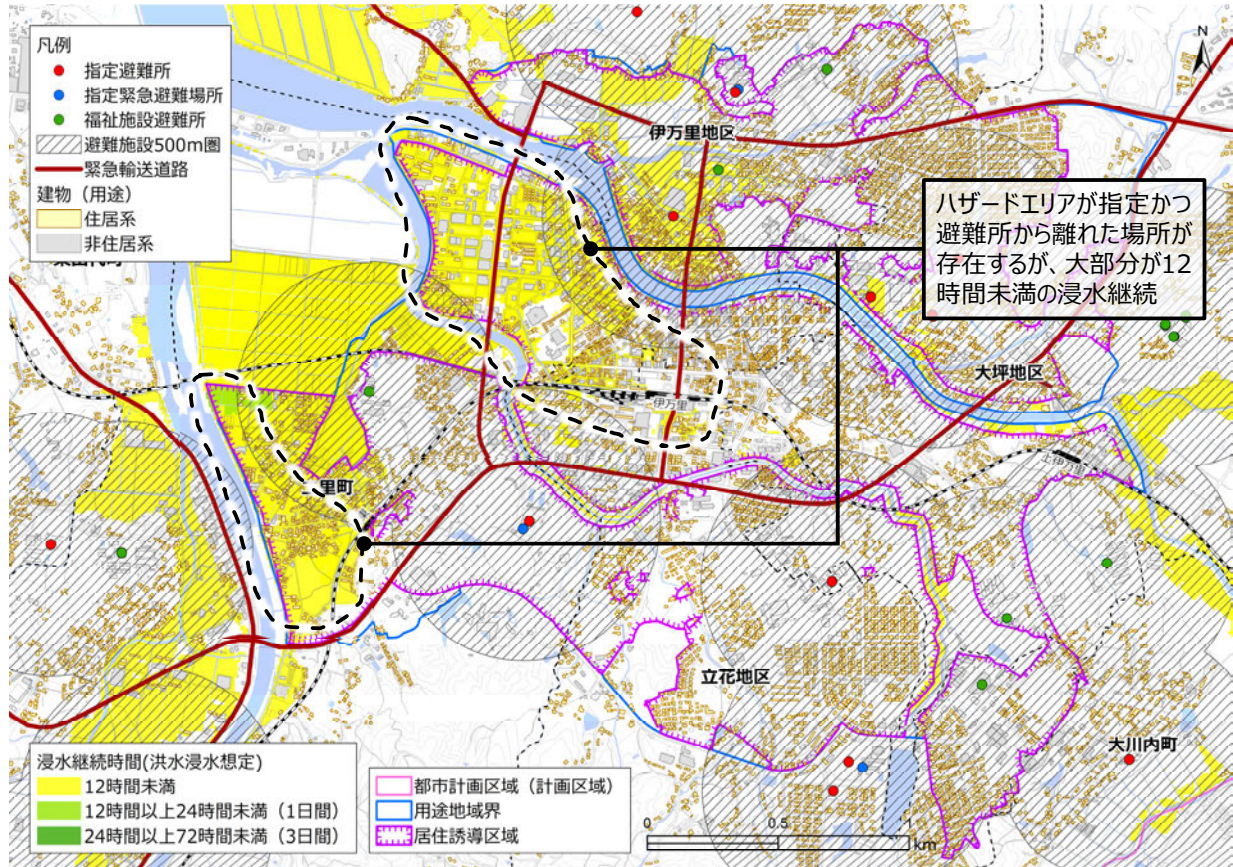 凡例
指定避難所
指定緊急避難場所
福祉施設避難所
避難施設500m圏
緊急輸送道路
建物（用途）
住居系
非住居系
N
伊万里地区
ハザードエリアが指定かつ
避難所から離れた場所が
存在するが、大部分が12
時間未満の浸水継続
大坪地区
伊万里
上伊万里
里町
立花地区
大川内町
浸水継続時間(洪水浸水想定)
12時間未満
12時間以上24時間未満（1日間）
24時間以上72時間未満（3日間）
都市計画区域（計画区域）
用途地域界
居住誘導区域
0
0.5
1
km